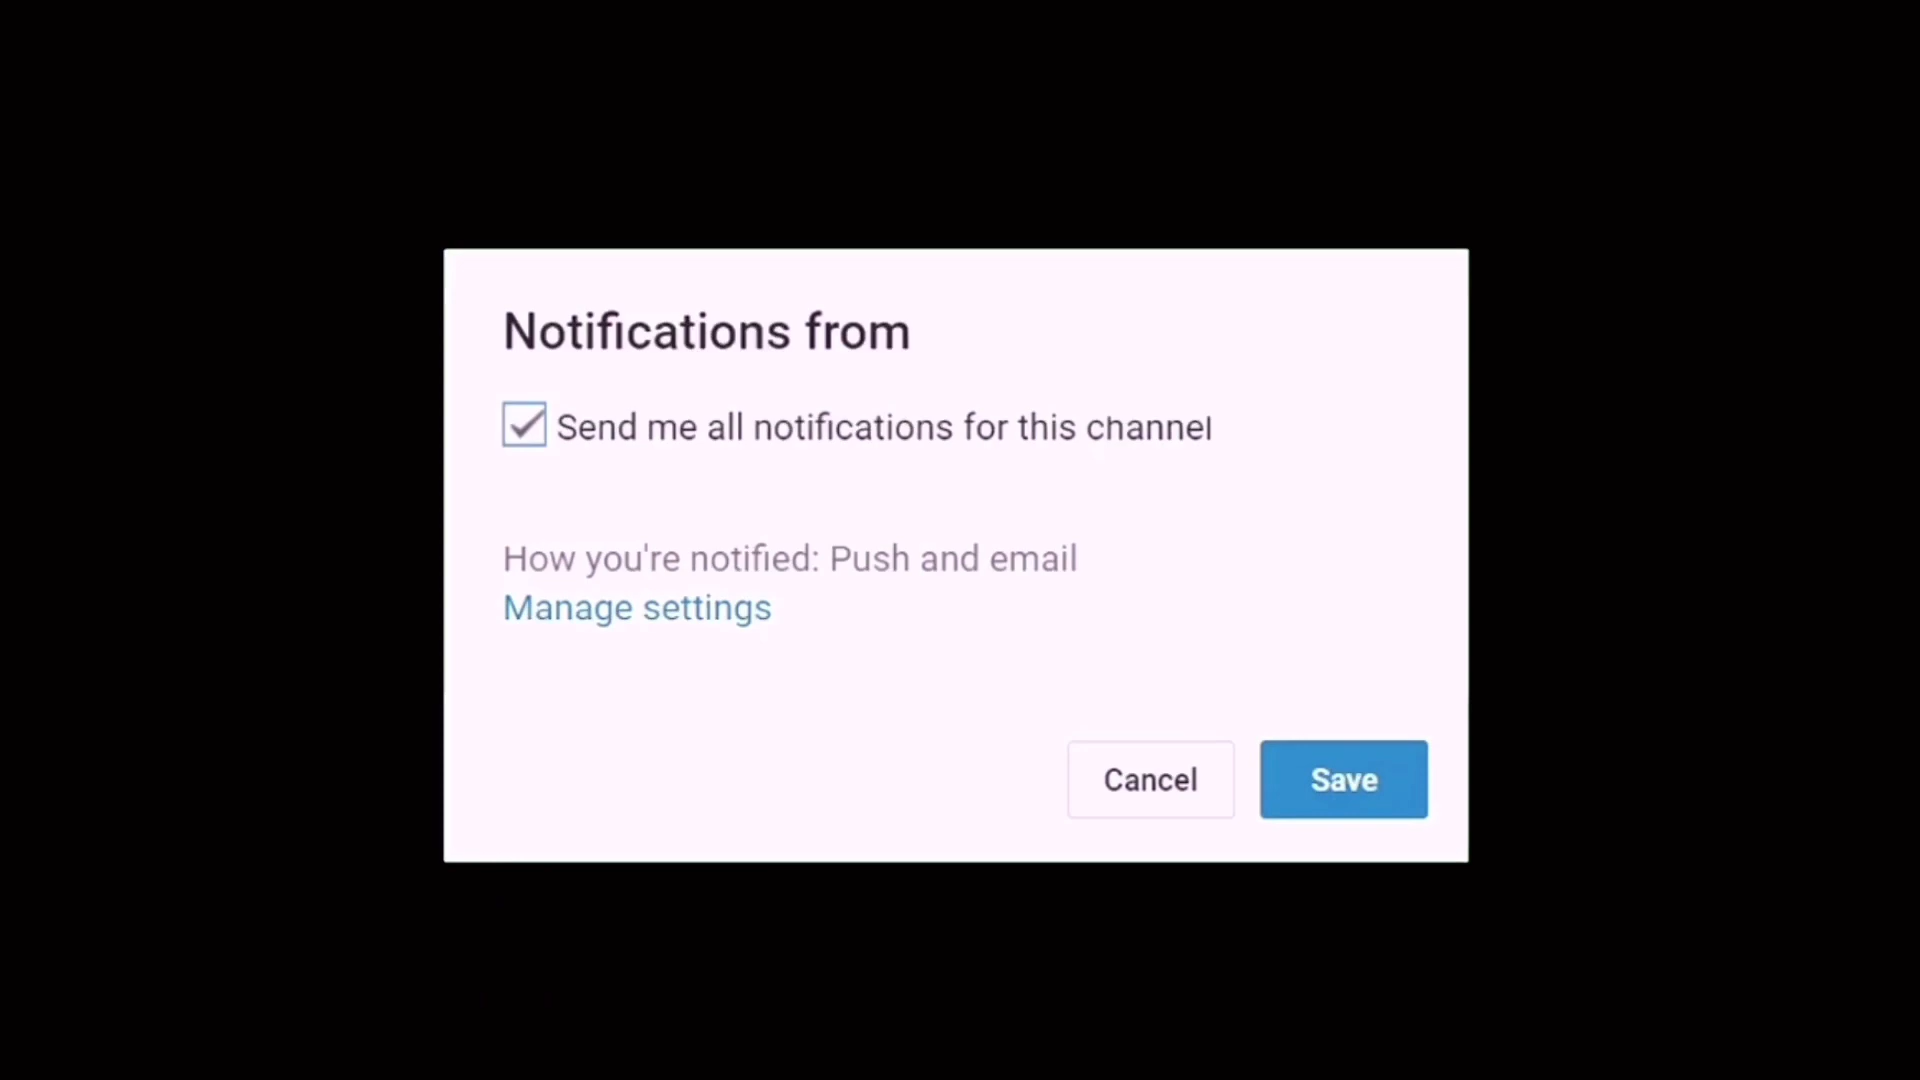 Notifications from
Send me all notifications for this channel
How you're notified: Push and email
Manage settings
Cancel Save